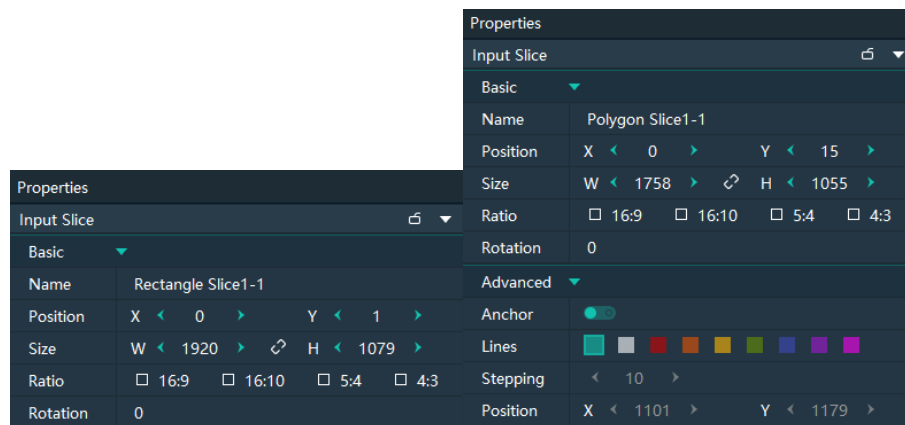 Properties
Input Slice
Basic
Name Rectangle Slice1-1
Position X 0 Y 1
Size W 1920 H 1079
Ratio 16:9 16:10 5:4 4:3
Rotation 0
Properties
Input Slice
Basic
Name Polygon Slice1-1
Position X 0 Y 15
Size W 1758 H 1055
Ratio 16:9 16:10 5:4 4:3
Rotation 0
Advanced
Anchor
Lines
Stepping 10
Position X 1101 Y 1179